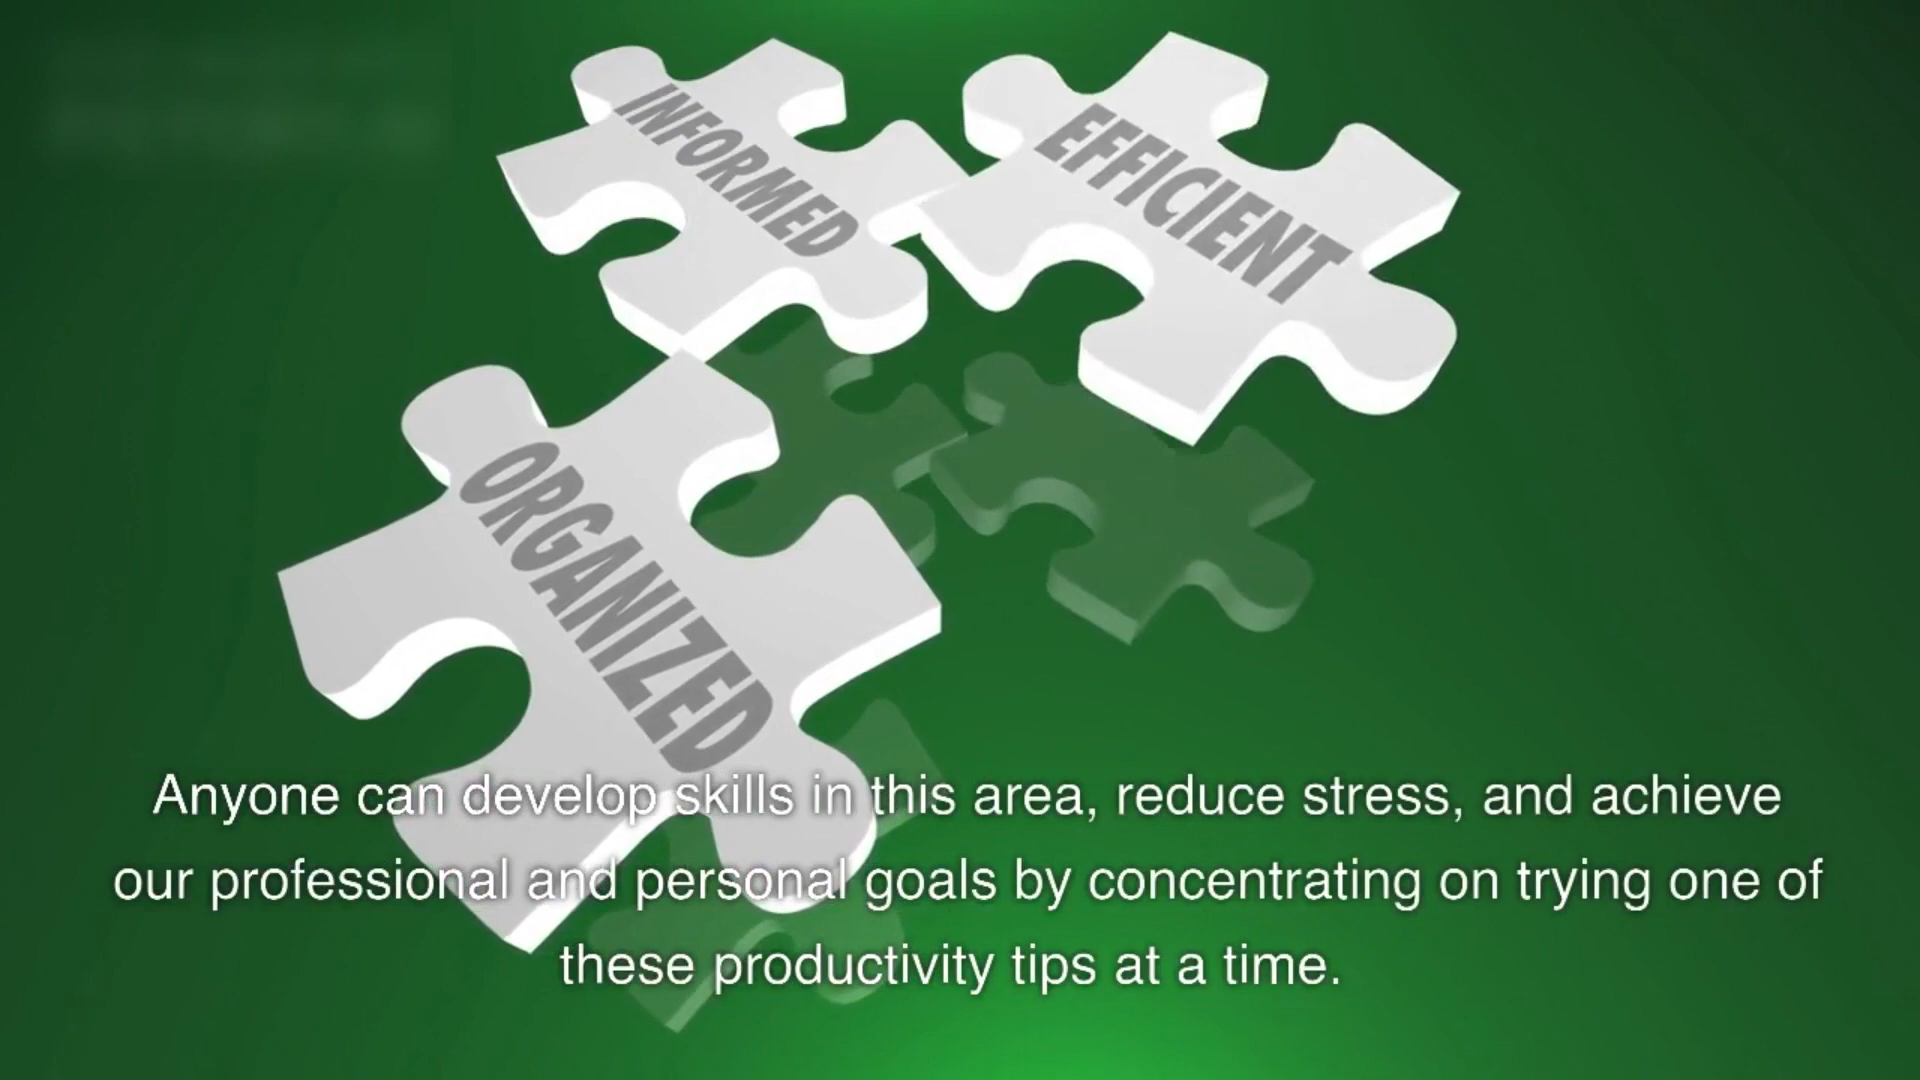 INFORMED
EFFICIENT
ORGANIZED
Anyone can develop skills in this area, reduce stress, and achieve
our professional and personal goals by concentrating on trying one of
these productivity tips at a time.